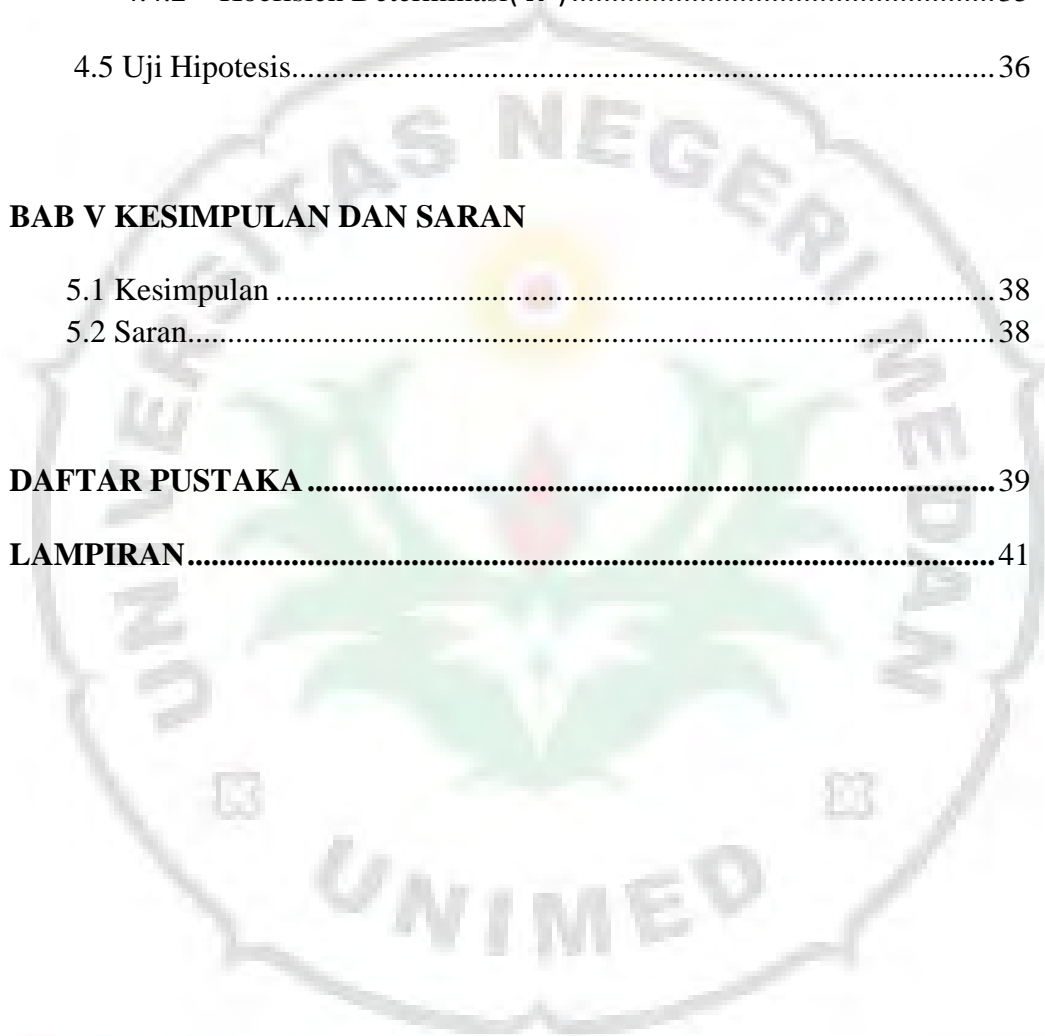 4.5 Uji Hipotesis........................................................................................36
BAB V KESIMPULAN DAN SARAN
5.1 Kesimpulan ..........................................................................................38
5.2 Saran.....................................................................................................38
DAFTAR PUSTAKA ......................................................................................39
LAMPIRAN.....................................................................................................41
UNIVERSITAS NEGERI MEDAN
UNIMED